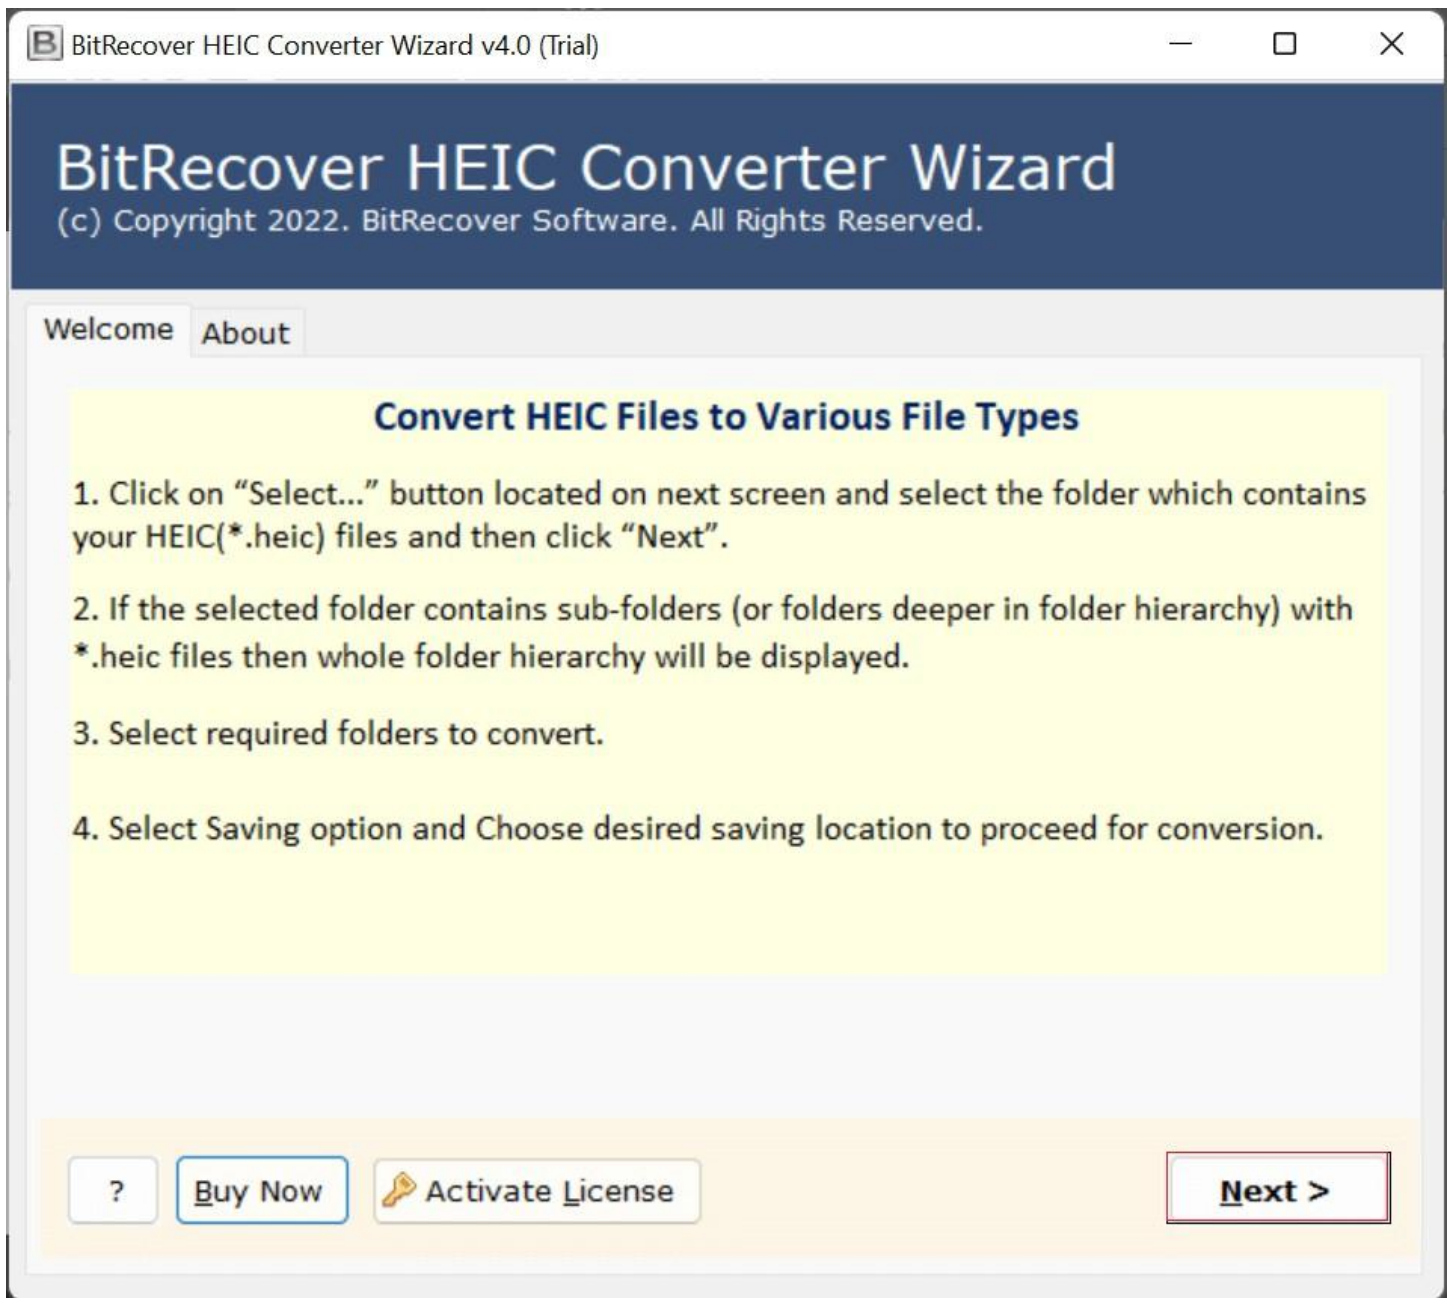 BitRecover HEIC Converter Wizard v4.0 (Trial)
BitRecover HEIC Converter Wizard
(c) Copyright 2022. BitRecover Software. All Rights Reserved.
Welcome About
Convert HEIC Files to Various File Types
1. Click on “Select...” button located on next screen and select the folder which contains
your HEIC(*.heic) files and then click “Next”.
2. If the selected folder contains sub-folders (or folders deeper in folder hierarchy) with
*.heic files then whole folder hierarchy will be displayed.
3. Select required folders to convert.
4. Select Saving option and Choose desired saving location to proceed for conversion.
? Buy Now Activate License Next >